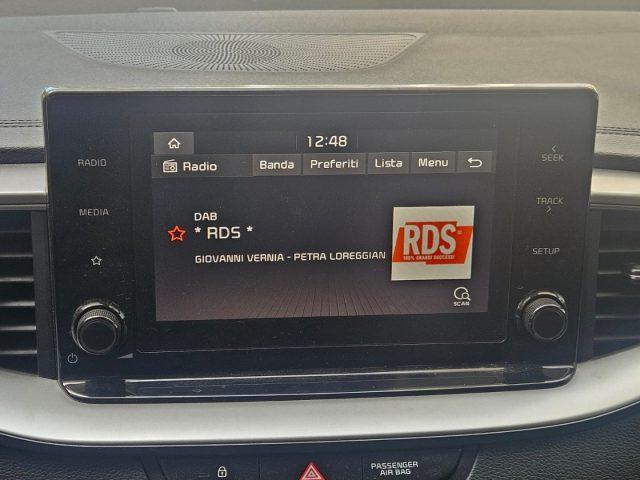 12:48
RADIO
Radio Banda Preferiti Lista Menu
SEEK
MEDIA
DAB
* RDS *
GIOVANNI VERNIA - PETRA LOREGGIAN
RDS
100% GRANDI SUCCESSI
TRACK
SETUP
SCAN
PASSENGER
AIR BAG